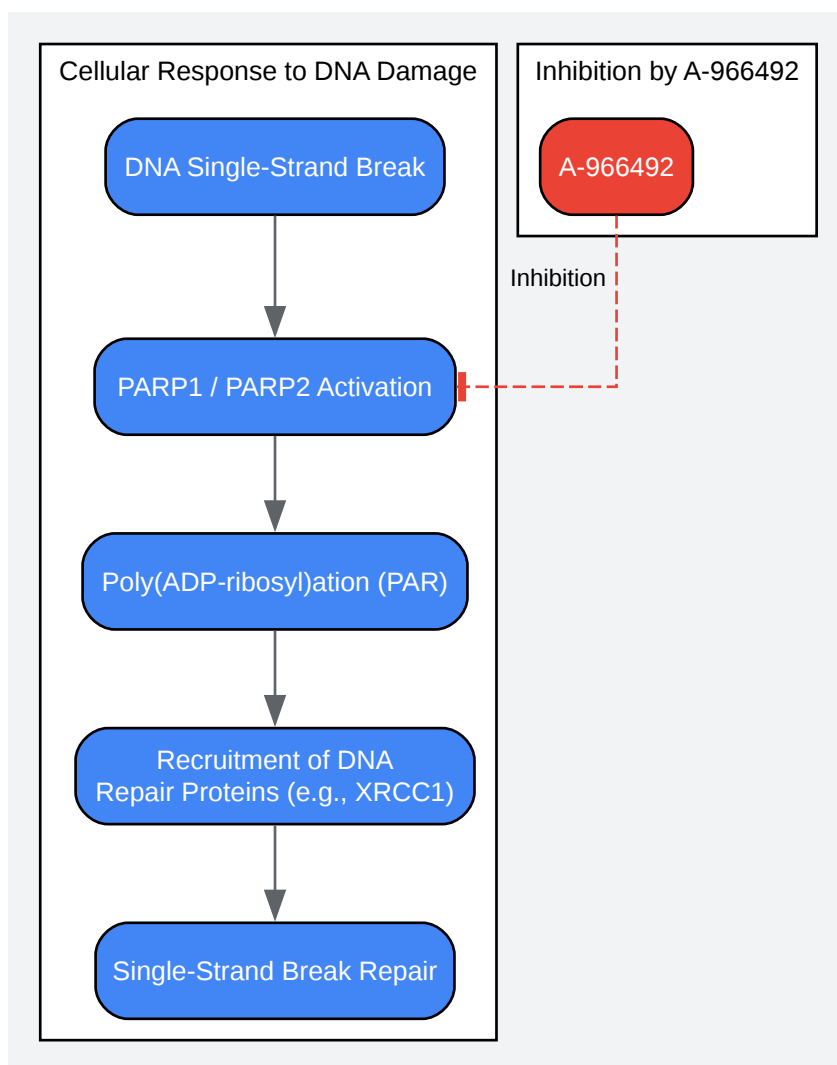 Cellular Response to DNA Damage
DNA Single-Strand Break
PARP1 / PARP2 Activation
Poly(ADP-ribosyl)ation (PAR)
Recruitment of DNA
Repair Proteins (e.g., XRCC1)
Single-Strand Break Repair
Inhibition by A-966492
A-966492
Inhibition